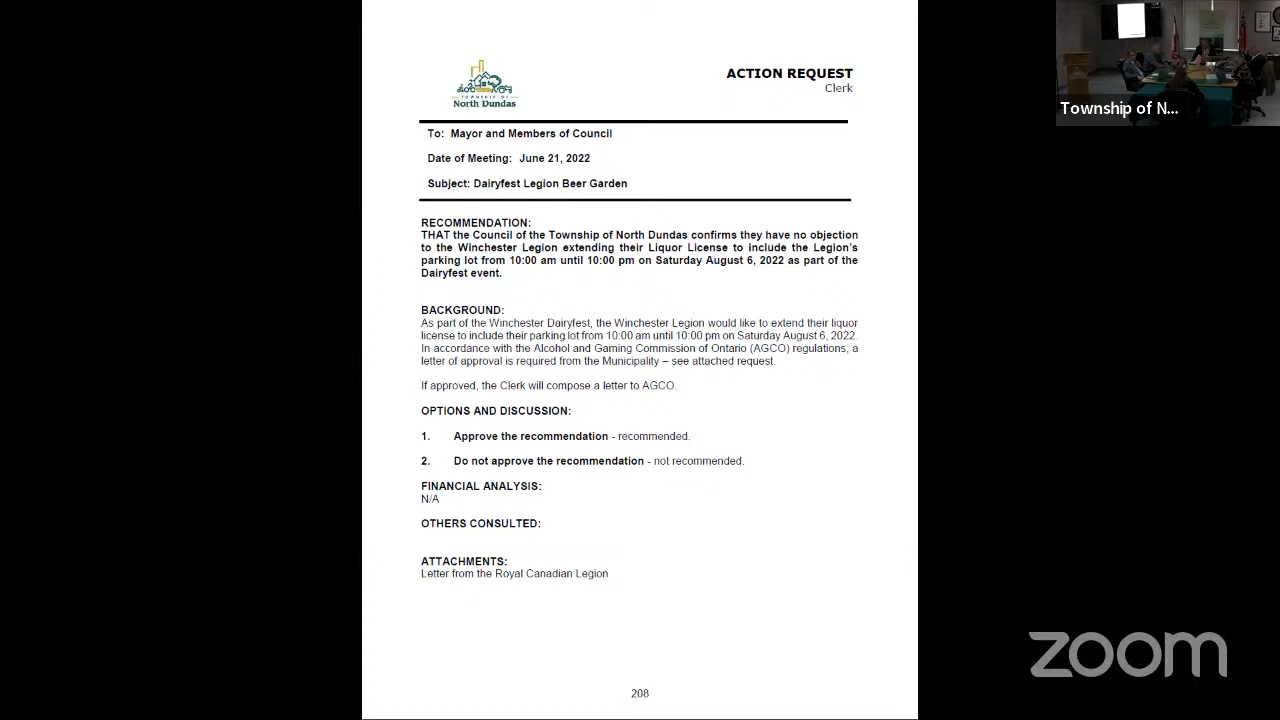 ACTION REQUEST
Clerk
TOWNSHIP OF
North Dundas
To: Mayor and Members of Council
Date of Meeting: June 21, 2022
Subject: Dairyfest Legion Beer Garden
RECOMMENDATION:
THAT the Council of the Township of North Dundas confirms they have no objection
to the Winchester Legion extending their Liquor License to include the Legion's
parking lot from 10:00 am until 10:00 pm on Saturday August 6, 2022 as part of the
Dairyfest event.
BACKGROUND:
As part of the Winchester Dairyfest, the Winchester Legion would like to extend their liquor
license to include their parking lot from 10:00 am until 10:00 pm on Saturday August 6, 2022.
In accordance with the Alcohol and Gaming Commission of Ontario (AGCO) regulations, a
letter of approval is required from the Municipality – see attached request.
If approved, the Clerk will compose a letter to AGCO.
OPTIONS AND DISCUSSION:
1. Approve the recommendation - recommended.
2. Do not approve the recommendation - not recommended.
FINANCIAL ANALYSIS:
N/A
OTHERS CONSULTED:
ATTACHMENTS:
Letter from the Royal Canadian Legion
208
Township of N...
zoom